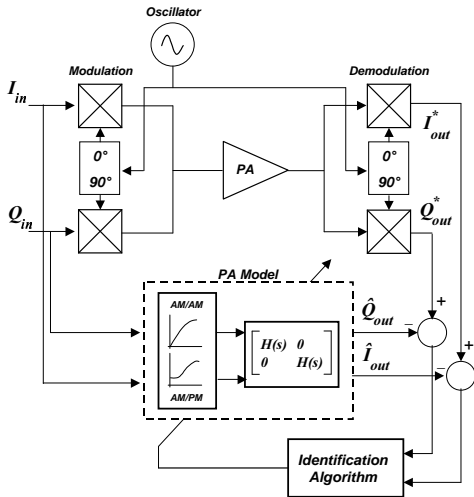 Oscillator
Modulation
Demodulation
I_in
I*_out
0°
90°
PA
0°
90°
Q_in
Q*_out
PA Model
AM/AM
AM/PM
H(s) 0
0 H(s)
Q̂_out
Î_out
+
−
+
−
Identification
Algorithm